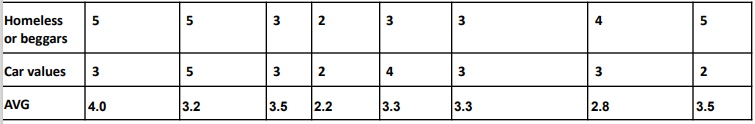 Homeless or beggars 5 5 3 2 3 3 4 5
Car values 3 5 3 2 4 3 3 2
AVG 4.0 3.2 3.5 2.2 3.3 3.3 2.8 3.5